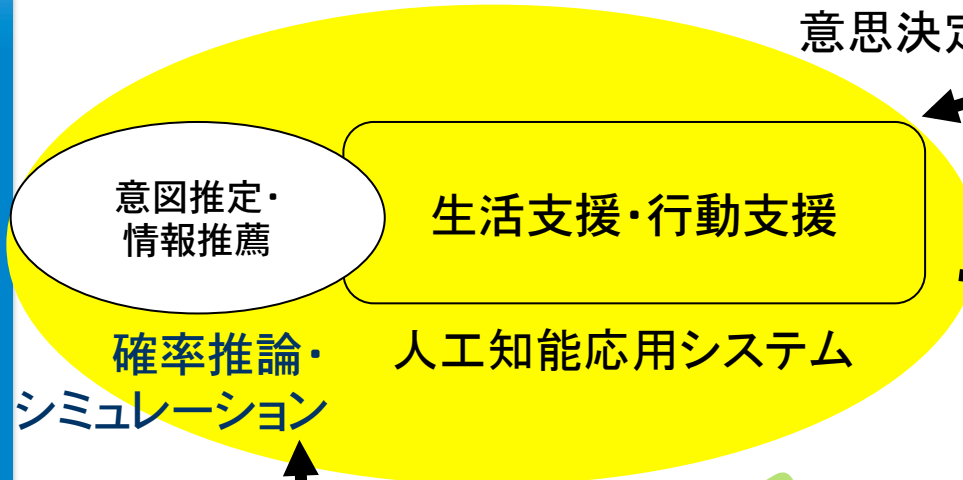 意思決定
意図推定・
情報推薦
生活支援・行動支援
確率推論・
シミュレーション
人工知能応用システム